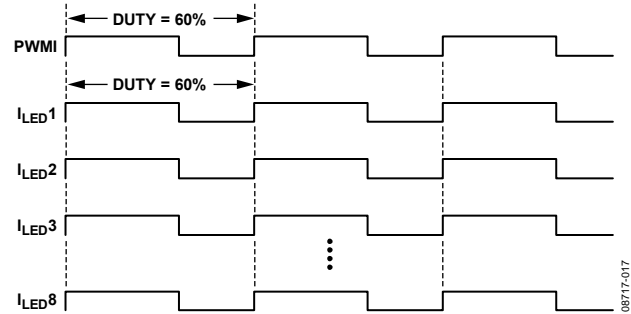 DUTY = 60%
PWMI
DUTY = 60%
ILED1
ILED2
ILED3
ILED8
08717-017